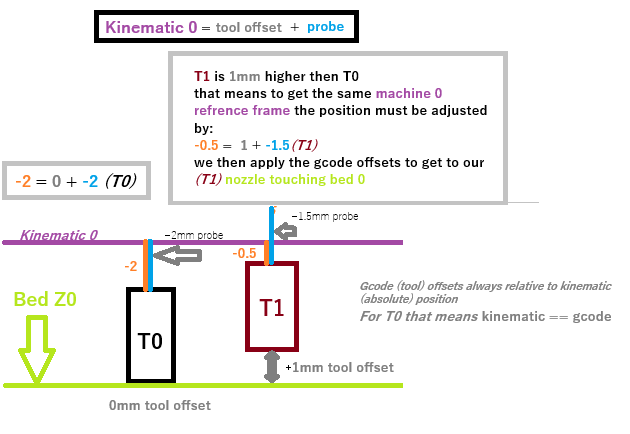 Kinematic 0 = tool offset + probe
T1 is 1mm higher then T0
that means to get the same machine 0
refrence frame the position must be adjusted
by:
-0.5 = 1 + -1.5 (T1)
we then apply the gcode offsets to get to our
(T1) nozzle touching bed 0
-2 = 0 + -2 (T0)
-1.5mm probe
Kinematic 0
-2mm probe
-0.5
-2
Bed Z0
T1
T0
Gcode (tool) offsets always relative to kinematic
(absolute) position
For T0 that means kinematic == gcode
+1mm tool offset
0mm tool offset